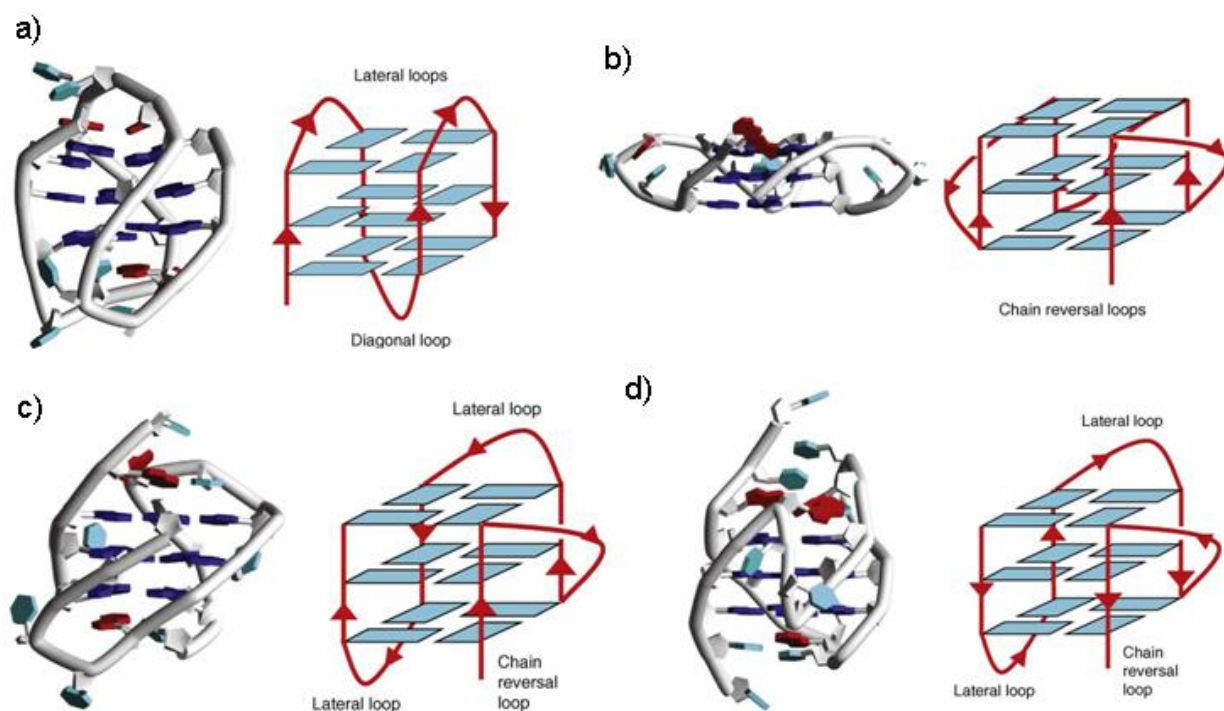 a)
Lateral loops
Diagonal loop
b)
Chain reversal loops
c)
Lateral loop
Lateral loop
Chain
reversal
loop
d)
Lateral loop
Lateral loop
Chain
reversal
loop